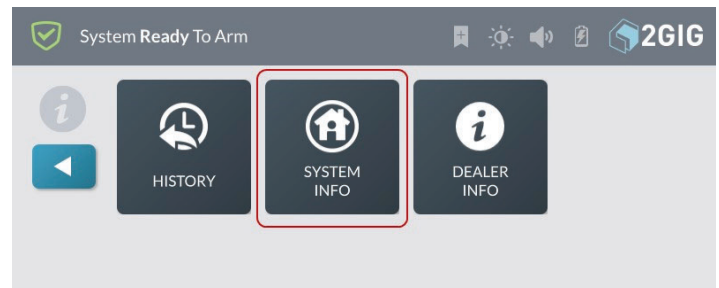 System Ready To Arm
2GIG
HISTORY
SYSTEM
INFO
DEALER
INFO